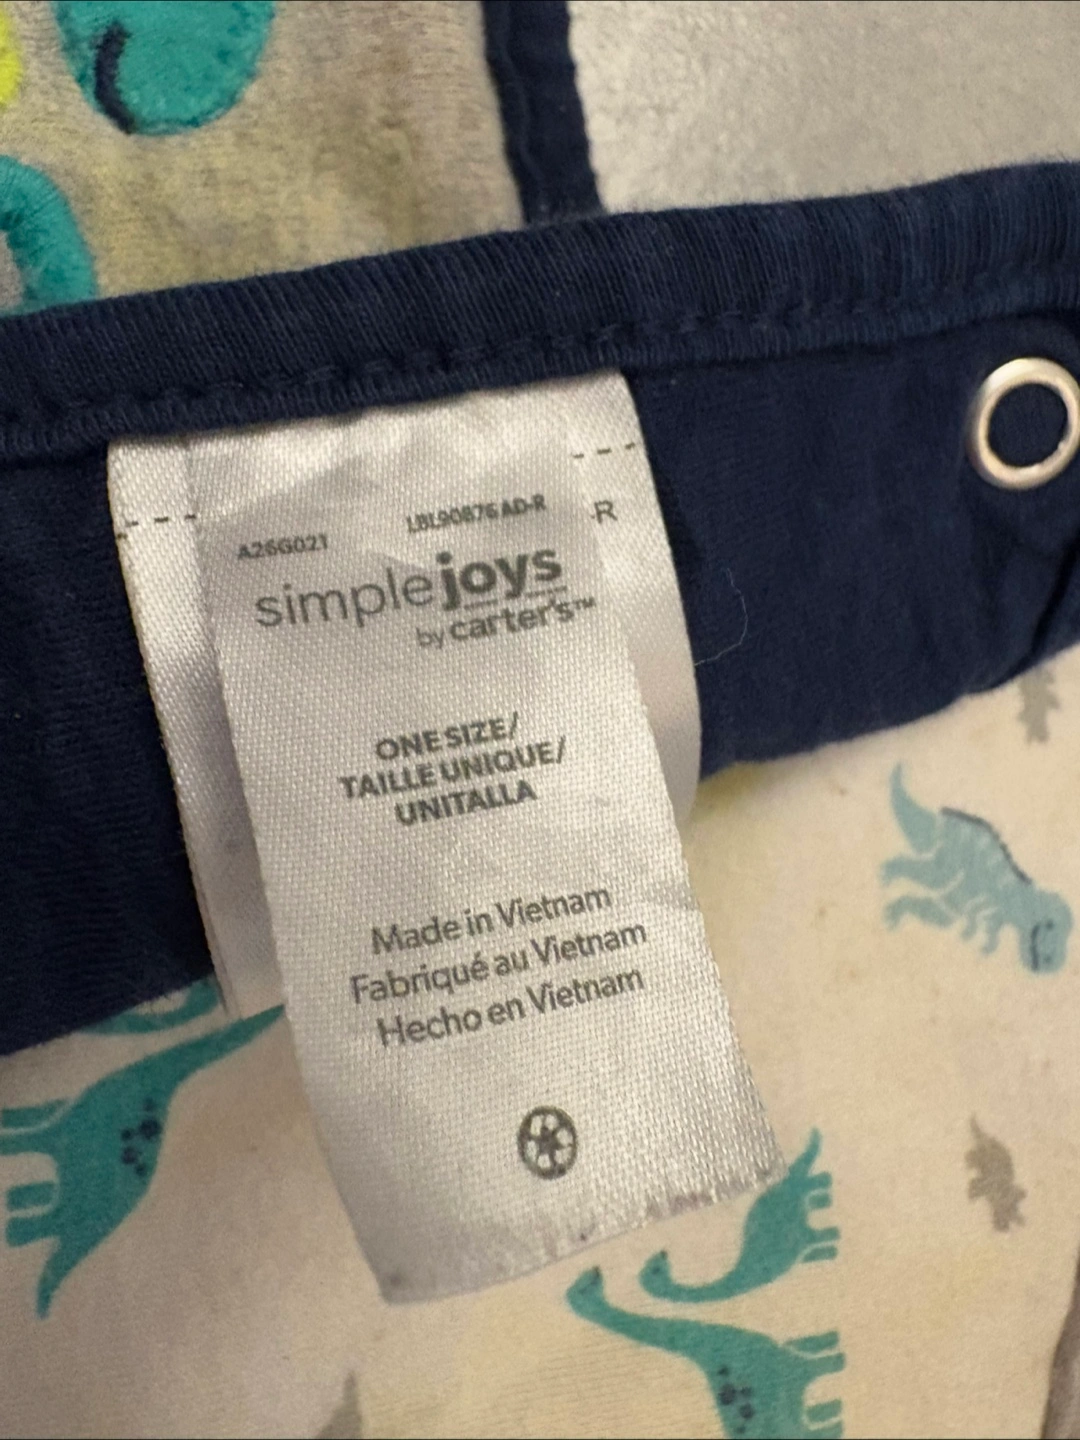 A26G021
LBL90876 AD-R
-R
simple joys
by carter's™
ONE SIZE/
TAILLE UNIQUE/
UNITALLA
Made in Vietnam
Fabriqué au Vietnam
Hecho en Vietnam